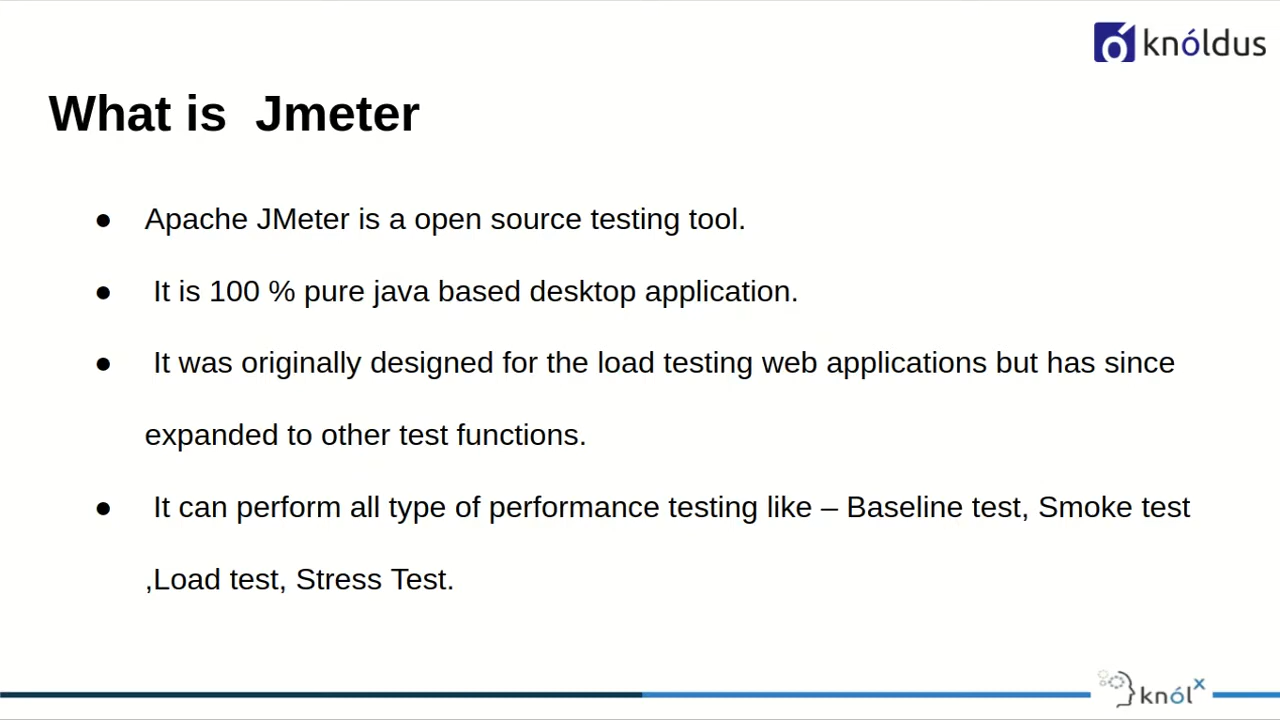 knóldus
What is  Jmeter
● Apache JMeter is a open source testing tool.
● It is 100 % pure java based desktop application.
● It was originally designed for the load testing web applications but has since
expanded to other test functions.
● It can perform all type of performance testing like – Baseline test, Smoke test
,Load test, Stress Test.
knólx